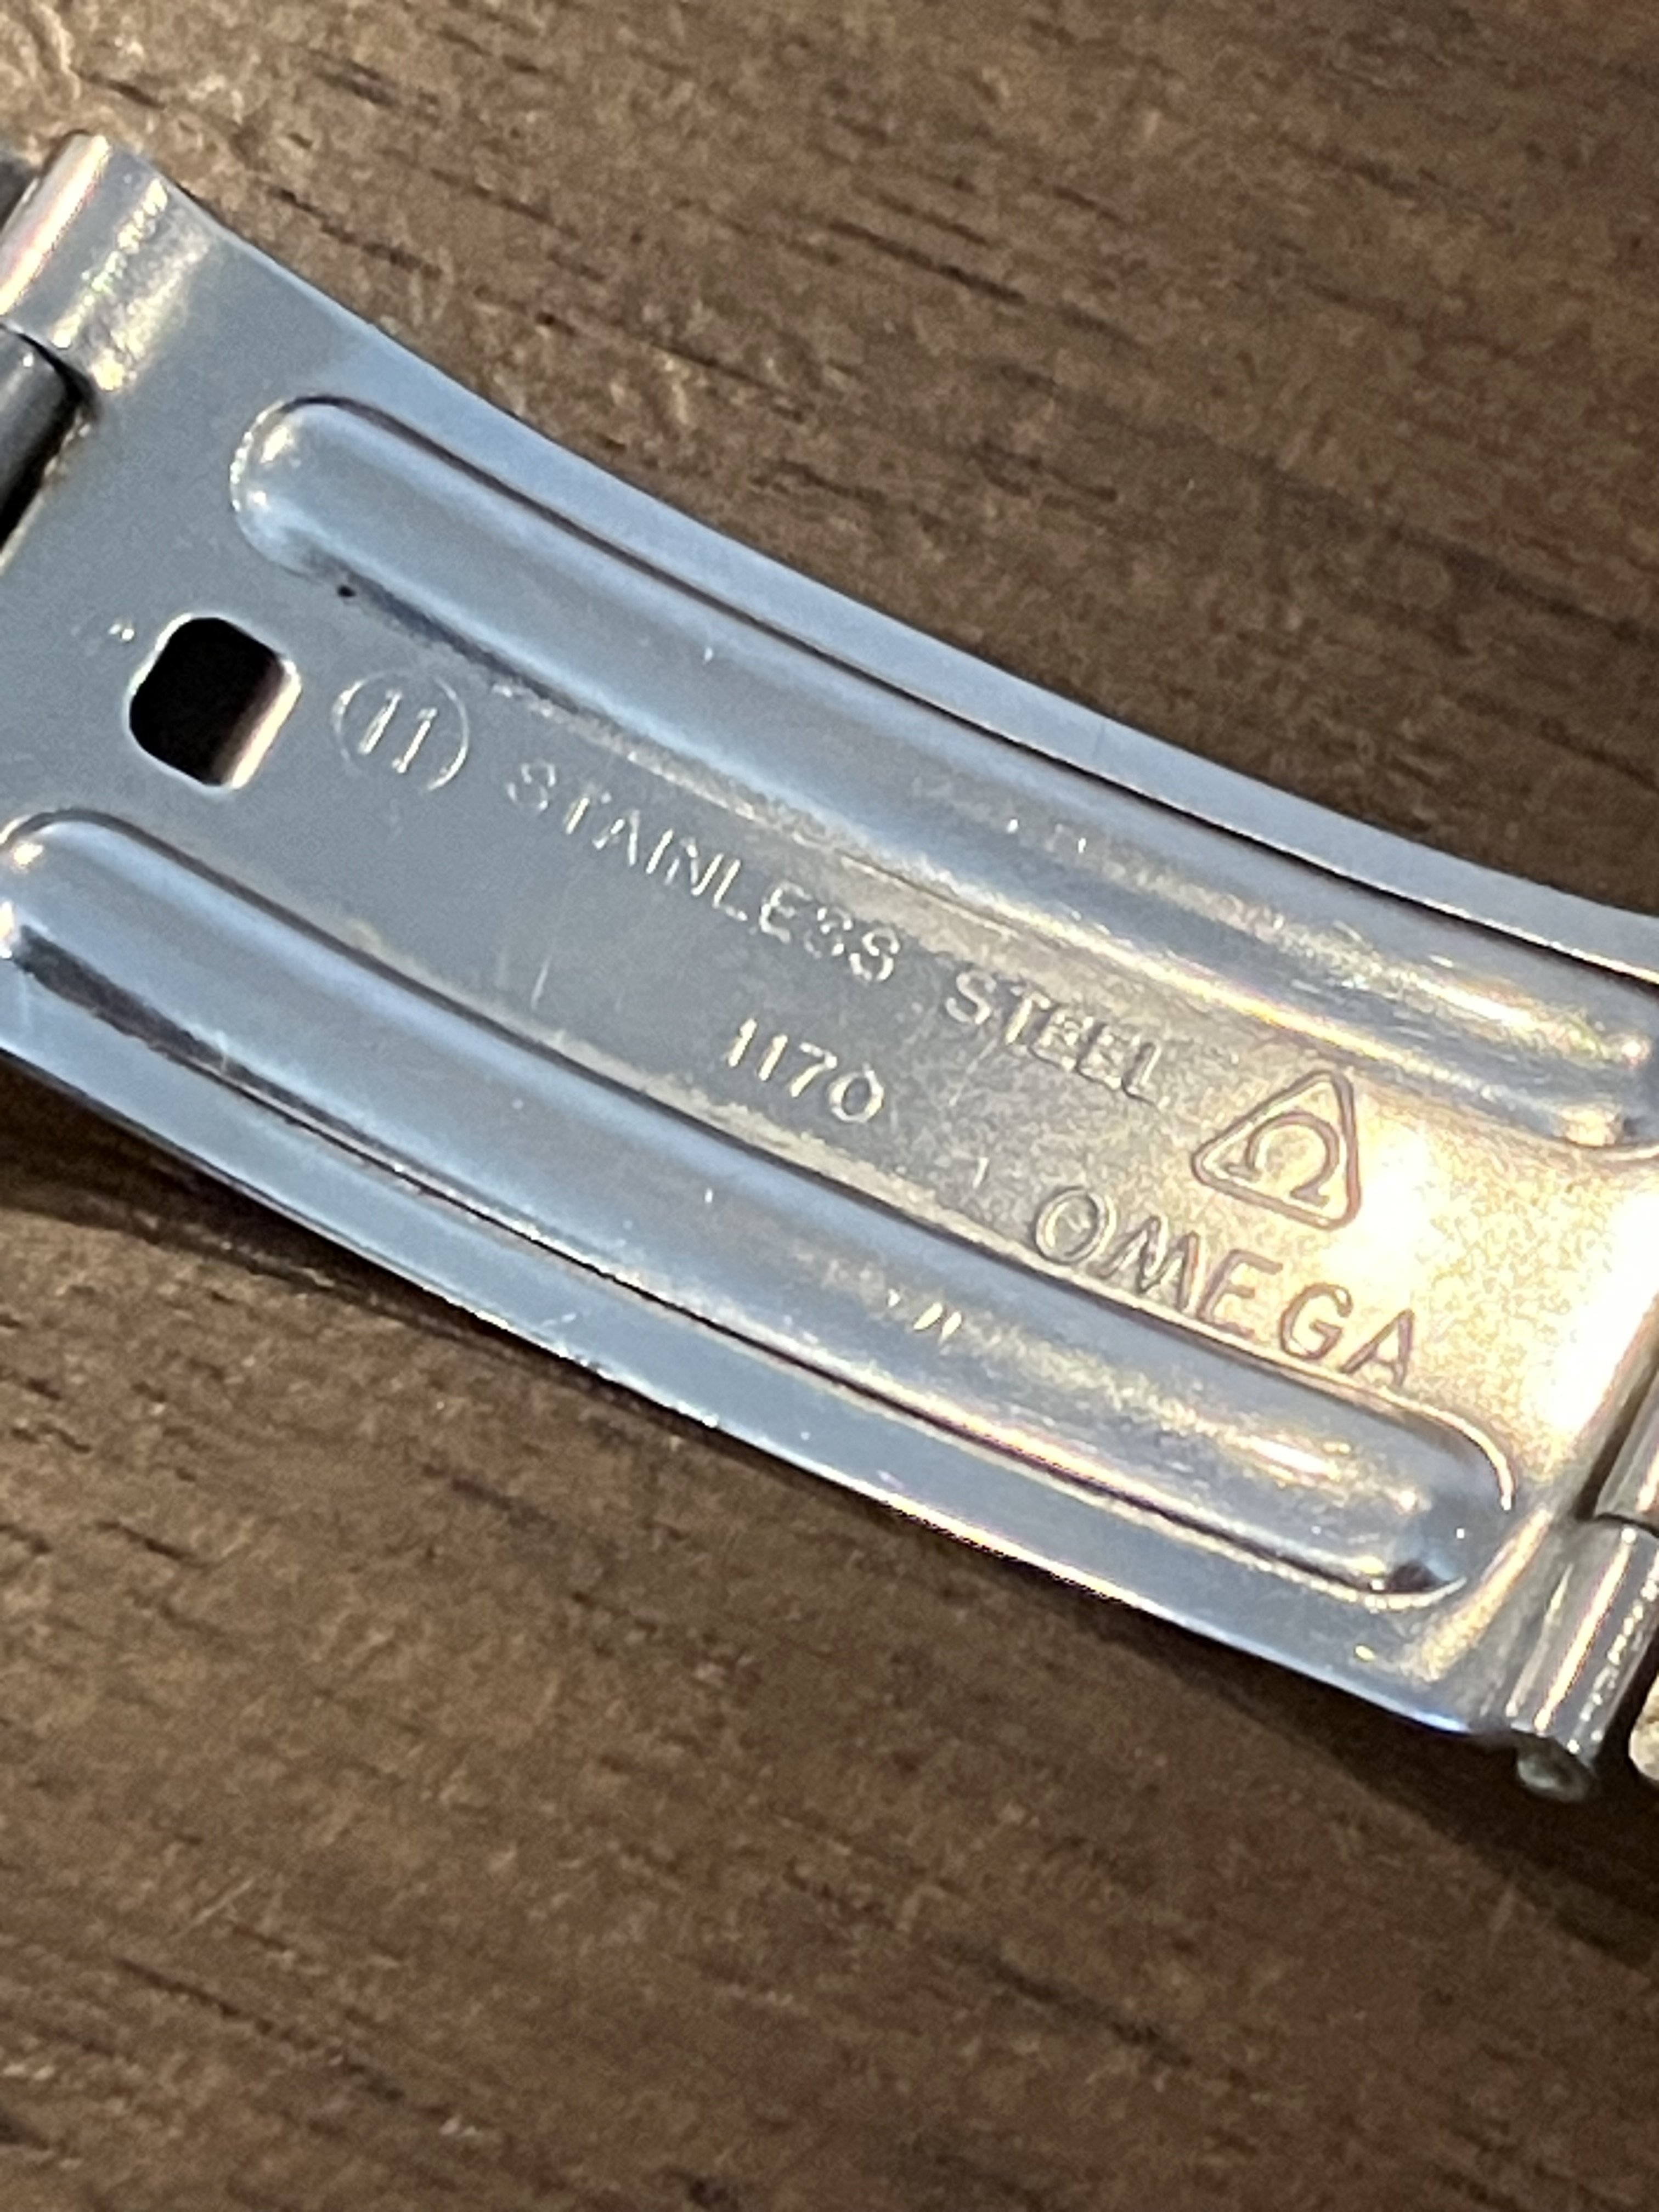 11 STAINLESS STEEL
1170
Ω
OMEGA